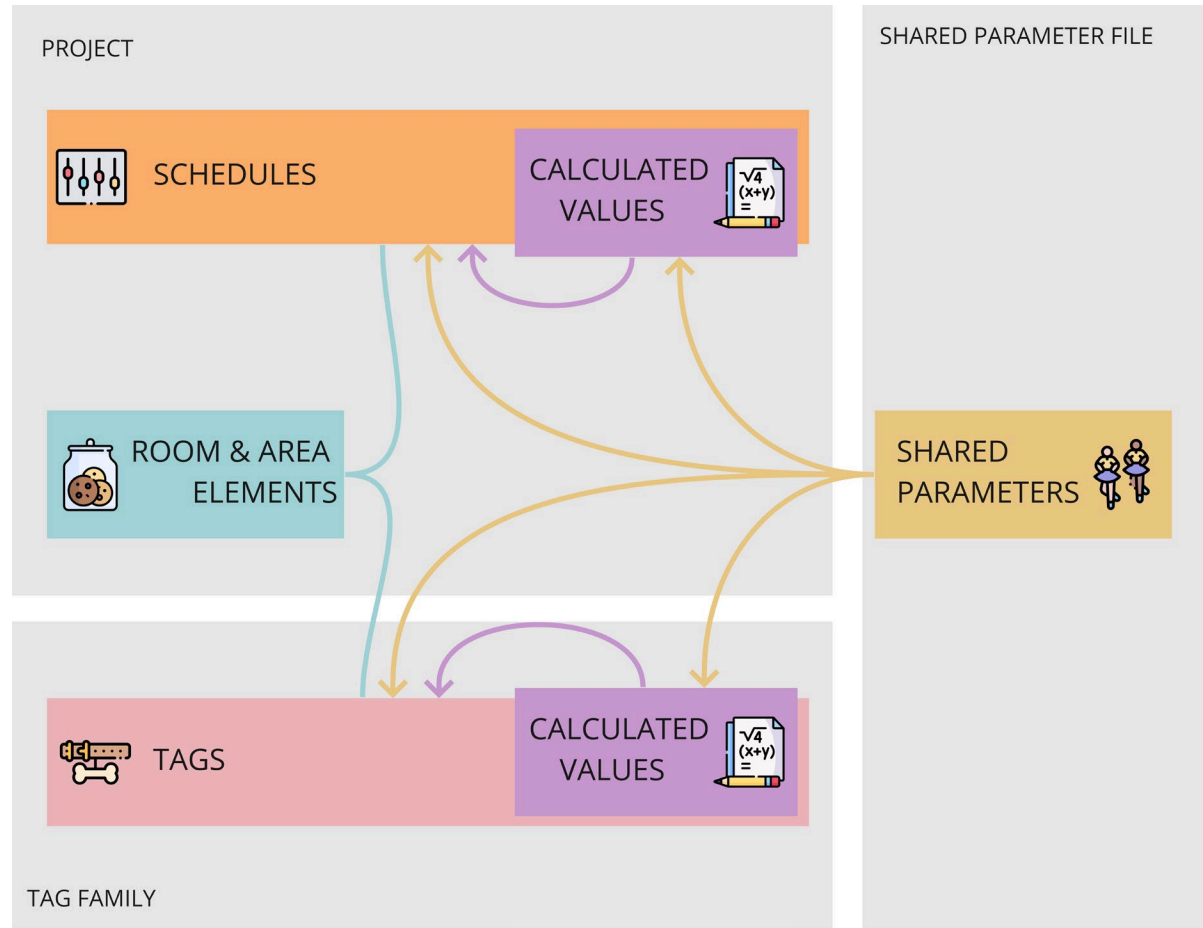 PROJECT
SHARED PARAMETER FILE
SCHEDULES
CALCULATED
VALUES
√4
(x+y)
=
ROOM & AREA
ELEMENTS
SHARED
PARAMETERS
TAGS
CALCULATED
VALUES
√4
(x+y)
=
TAG FAMILY